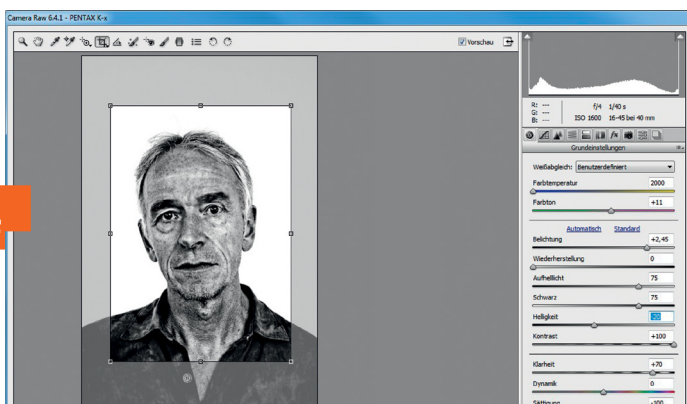 Camera Raw 6.4.1 - PENTAX K-x
Vorschau
R: ---
G: ---
B: ---
f/4 1/40 s
ISO 1600 16-45 bei 40 mm
Grundeinstellungen
Weißabgleich: Benutzerdefiniert
Farbtemperatur 2000
Farbton +11
Automatisch Standard
Belichtung +2,45
Wiederherstellung 0
Aufhelllicht 75
Schwarz 75
Helligkeit
Kontrast +100
Klarheit +70
Dynamik 0
Sättigung -100